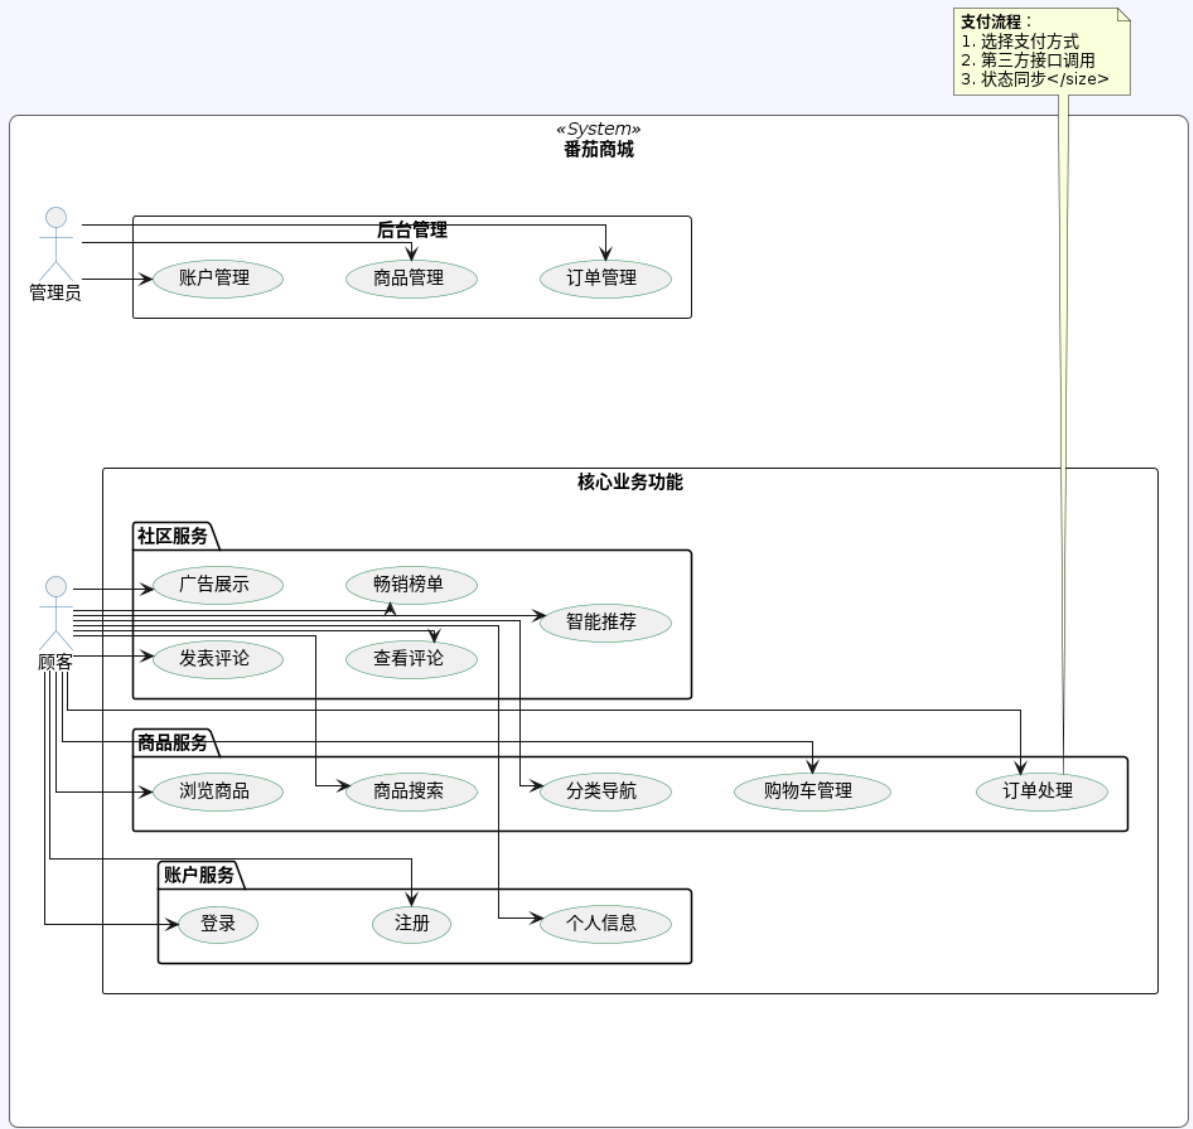 支付流程：
1. 选择支付方式
2. 第三方接口调用
3. 状态同步</size>
«System»
番茄商城
后台管理
管理员
账户管理
商品管理
订单管理
核心业务功能
社区服务
广告展示
畅销榜单
智能推荐
顾客
发表评论
查看评论
商品服务
浏览商品
商品搜索
分类导航
购物车管理
订单处理
账户服务
登录
注册
个人信息